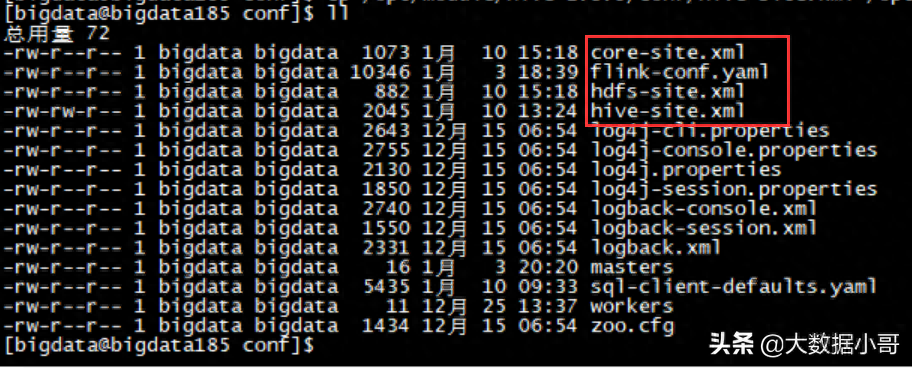 [bigdata@bigdata185 conf]$ ll
总用量 72
-rw-r--r-- 1 bigdata bigdata 1073 1月 10 15:18 core-site.xml
-rw-r--r-- 1 bigdata bigdata 10346 1月 3 18:39 flink-conf.yaml
-rw-r--r-- 1 bigdata bigdata 882 1月 10 15:18 hdfs-site.xml
-rw-rw-r-- 1 bigdata bigdata 2045 1月 10 13:24 hive-site.xml
-rw-r--r-- 1 bigdata bigdata 2643 12月 15 06:54 log4j-cli.properties
-rw-r--r-- 1 bigdata bigdata 2755 12月 15 06:54 log4j-console.properties
-rw-r--r-- 1 bigdata bigdata 2130 12月 15 06:54 log4j.properties
-rw-r--r-- 1 bigdata bigdata 1850 12月 15 06:54 log4j-session.properties
-rw-r--r-- 1 bigdata bigdata 2740 12月 15 06:54 logback-console.xml
-rw-r--r-- 1 bigdata bigdata 1550 12月 15 06:54 logback-session.xml
-rw-r--r-- 1 bigdata bigdata 2331 12月 15 06:54 logback.xml
-rw-r--r-- 1 bigdata bigdata 16 1月 3 20:20 masters
-rw-r--r-- 1 bigdata bigdata 5435 1月 10 09:33 sql-client-defaults.yaml
-rw-r--r-- 1 bigdata bigdata 11 12月 25 13:37 workers
-rw-r--r-- 1 bigdata bigdata 1434 12月 15 06:54 zoo.cfg
[bigdata@bigdata185 conf]$
头条 @大数据小哥